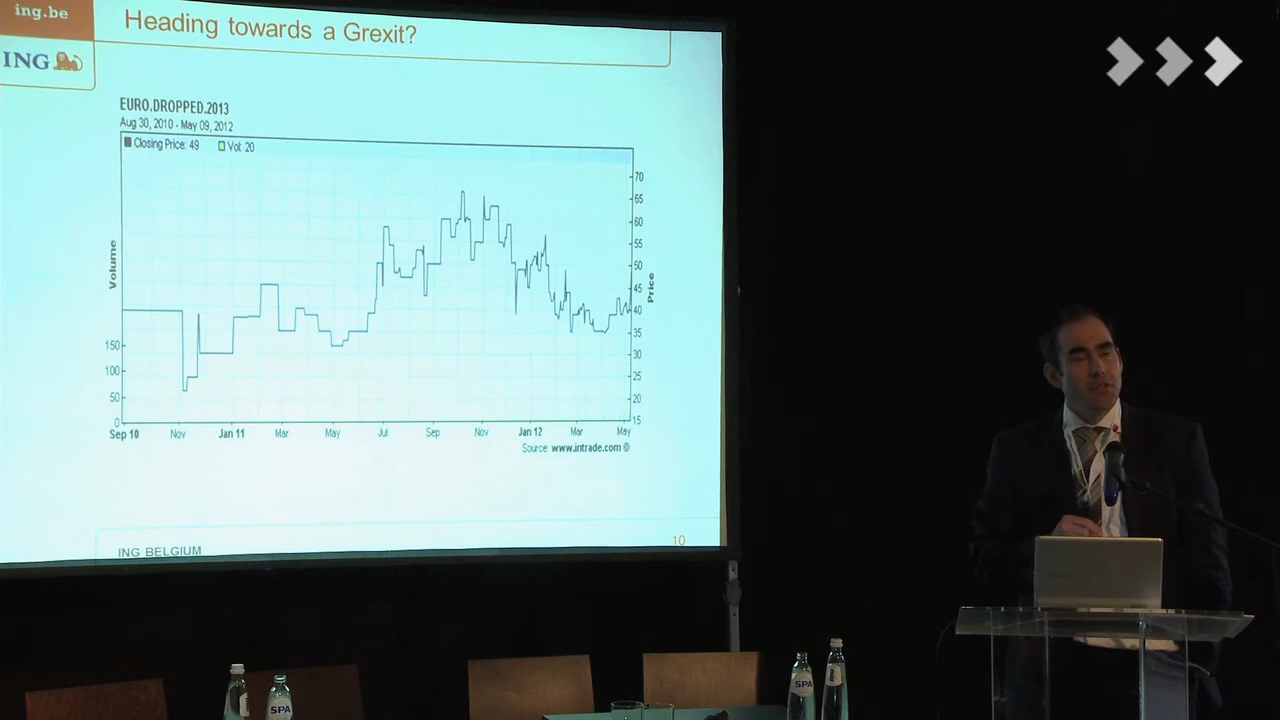 ing.be
Heading towards a Grexit?
ING
EURO.DROPPED.2013
Aug 30, 2010 - May 09, 2012
Closing Price: 49 Vol: 20
70
65
60
55
50
45
40
35
30
25
20
15
Price
Volume
150
100
50
0
Sep 10 Nov Jan 11 Mar May Jul Sep Nov Jan 12 Mar May
Source: www.intrade.com ©
ING BELGIUM
10
SPA
SPA